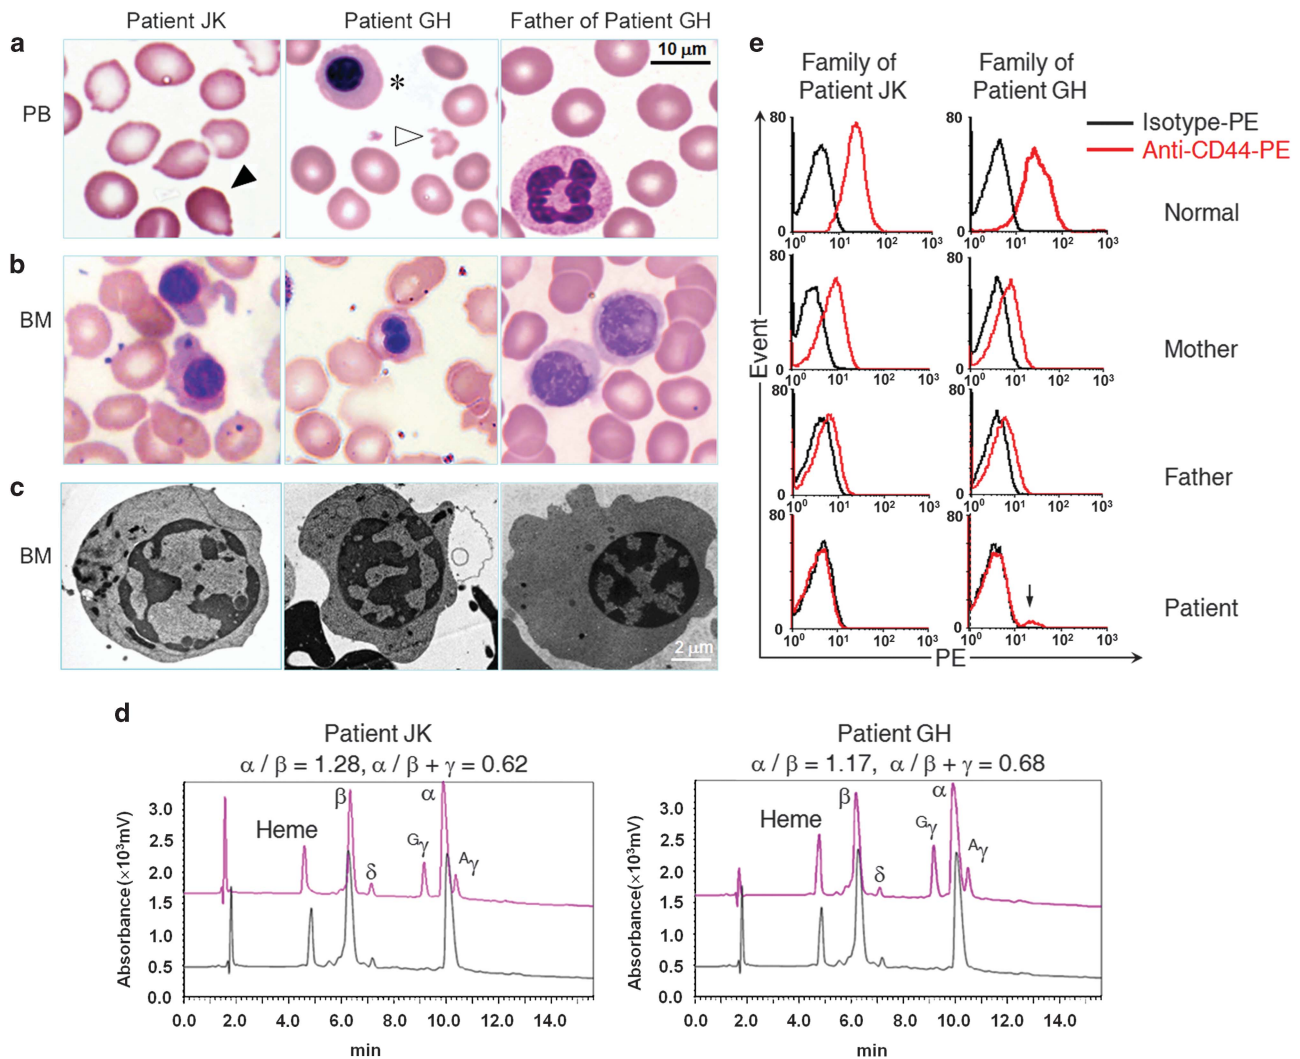 Patient JK
Patient GH
Father of Patient GH
a
PB
*
10 μm
b
BM
c
BM
2 μm
e
Family of
Patient JK
Family of
Patient GH
Isotype-PE
Anti-CD44-PE
80
0
10⁰ 10¹ 10² 10³
80
0
10⁰ 10¹ 10² 10³
Normal
80
0
10⁰ 10¹ 10² 10³
80
0
10⁰ 10¹ 10² 10³
Mother
80
0
10⁰ 10¹ 10² 10³
80
0
10⁰ 10¹ 10² 10³
Father
80
0
10⁰ 10¹ 10² 10³
80
0
10⁰ 10¹ 10² 10³
Patient
Event
PE
d
Patient JK
α / β = 1.28, α / β + γ = 0.62
Absorbance(×10³mV)
3.0
2.5
2.0
1.5
1.0
0.5
0.0
Heme
β
δ
Gγ
α
Aγ
0.0 2.0 4.0 6.0 8.0 10.0 12.0 14.0
min
Patient GH
α / β = 1.17, α / β + γ = 0.68
Absorbance(×10³mV)
3.0
2.5
2.0
1.5
1.0
0.5
0.0
Heme
β
δ
Gγ
α
Aγ
0.0 2.0 4.0 6.0 8.0 10.0 12.0 14.0
min